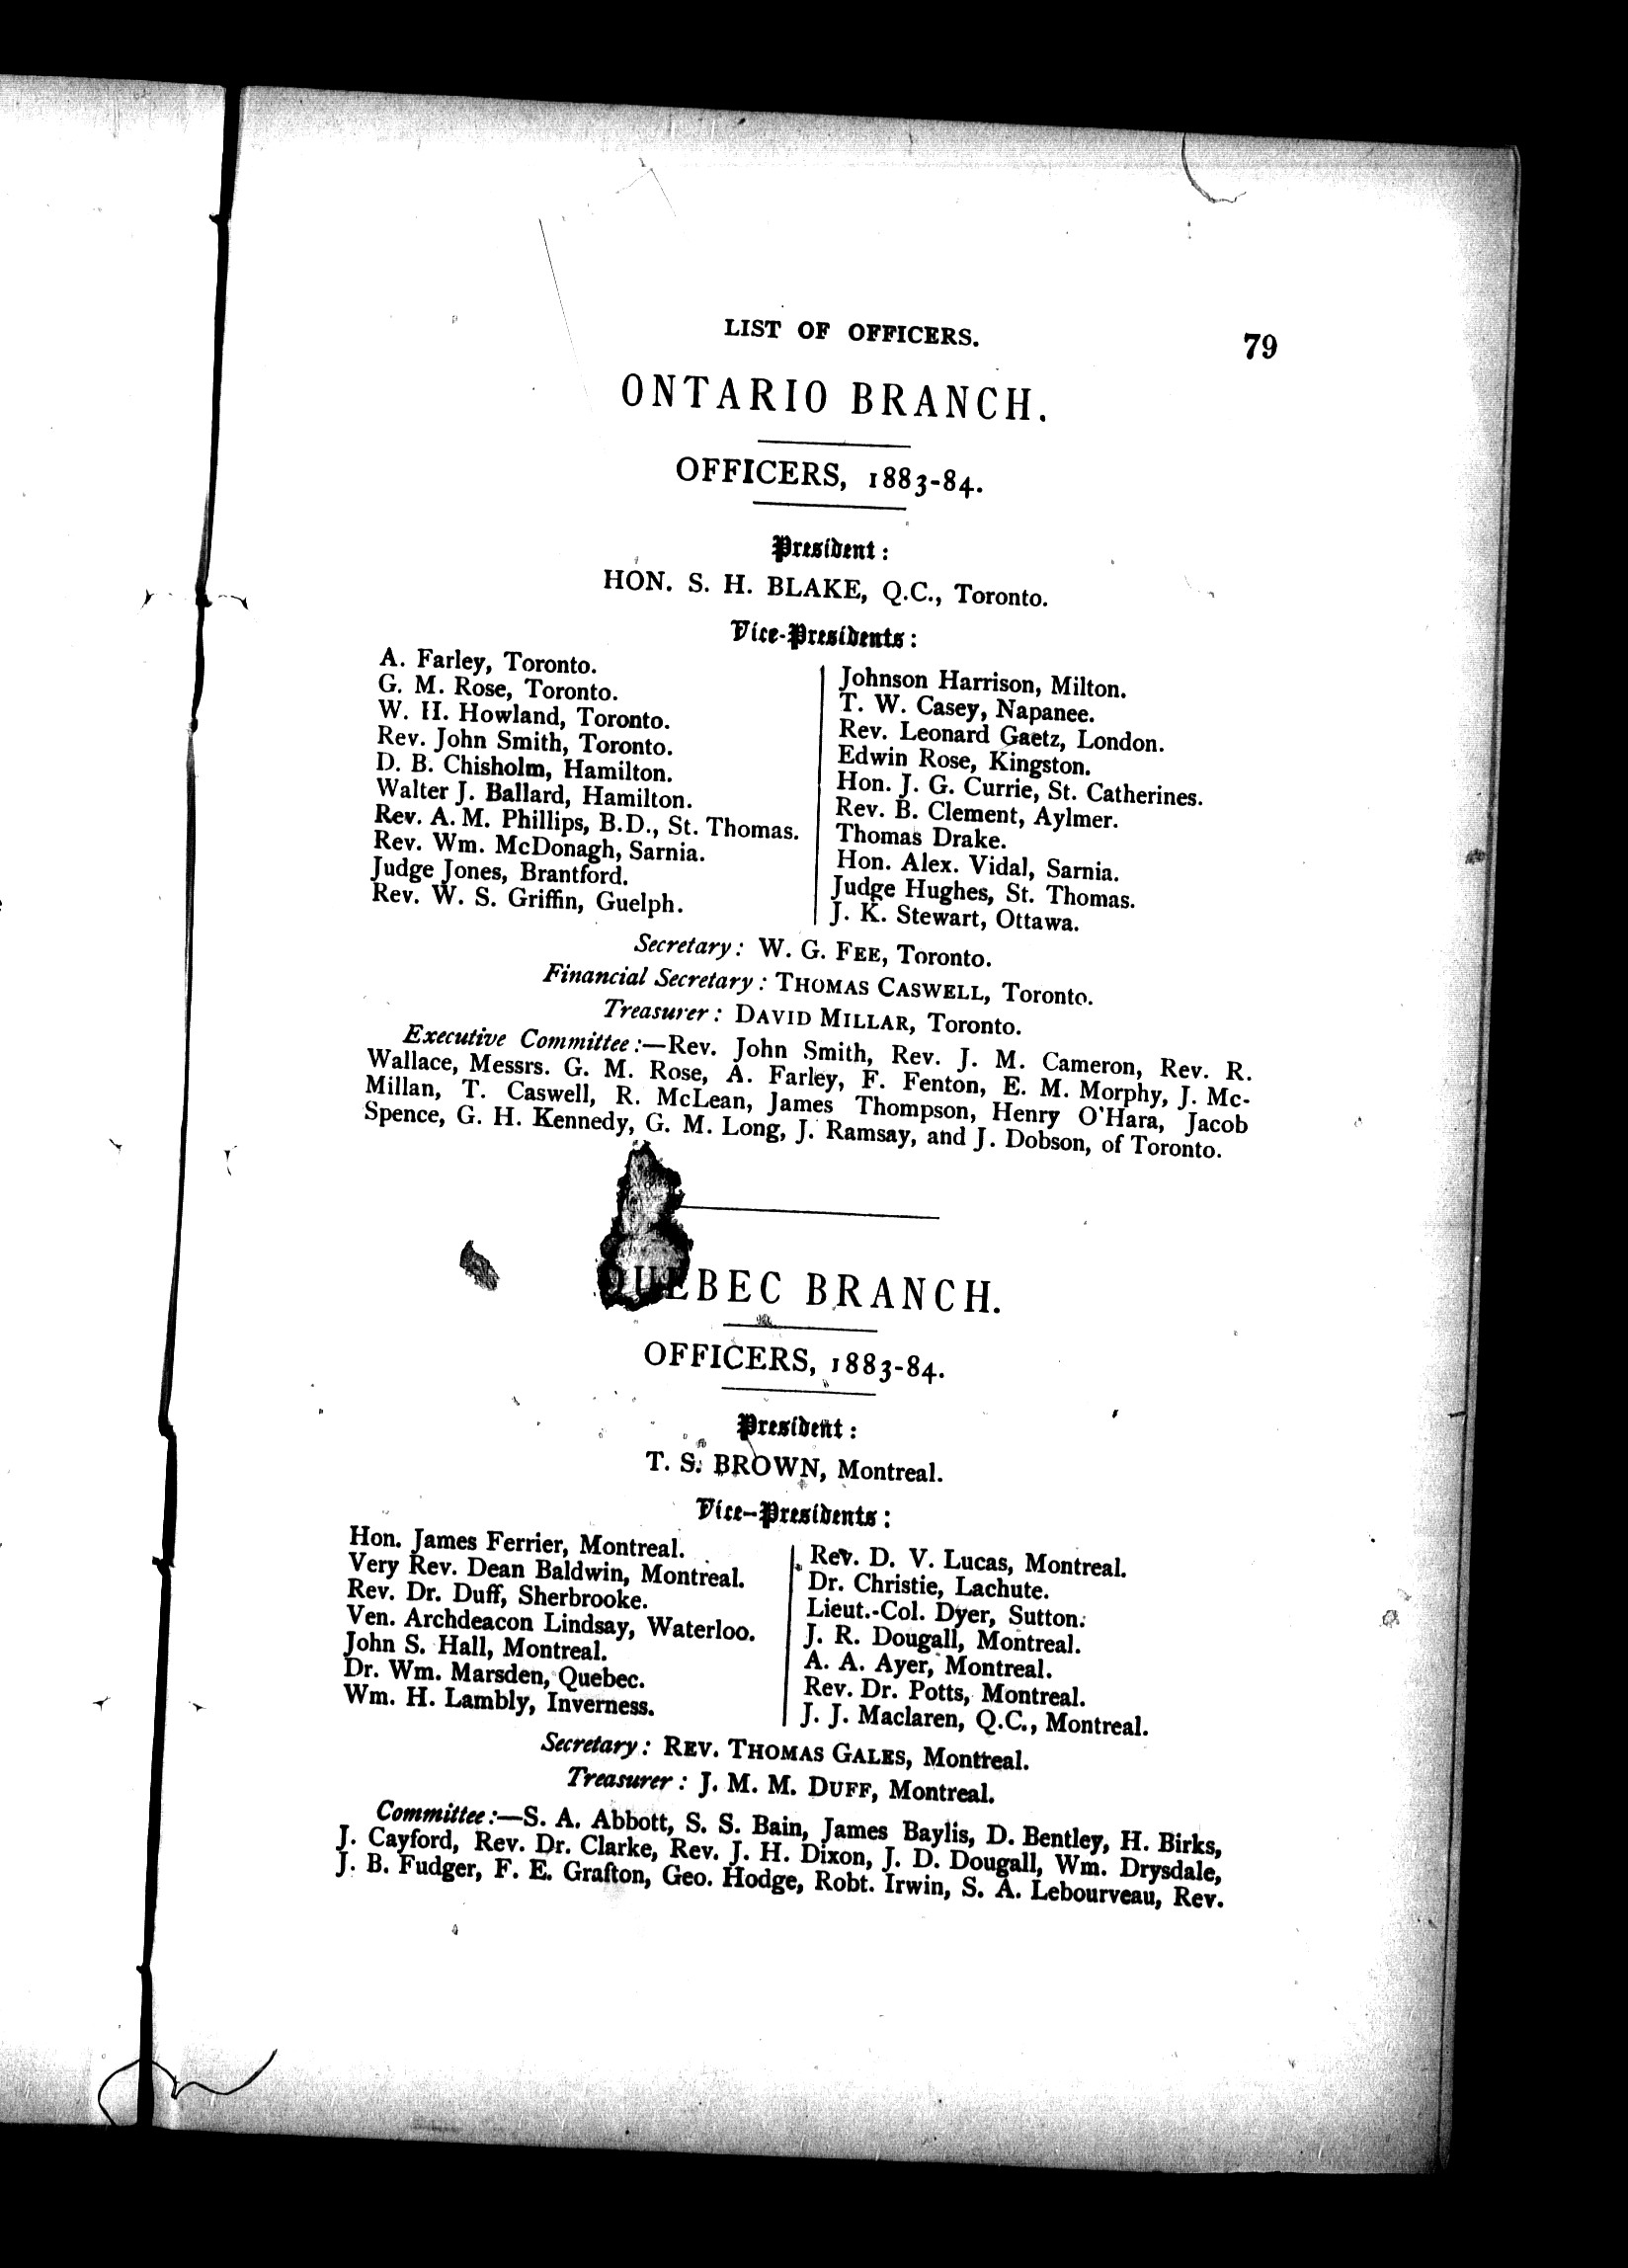 LIST OF OFFICERS.
79
ONTARIO BRANCH.
OFFICERS, 1883-84.
President :
HON. S. H. BLAKE, Q.C., Toronto.
Vice-Presidents :
A. Farley, Toronto.
G. M. Rose, Toronto.
W. H. Howland, Toronto.
Rev. John Smith, Toronto.
D. B. Chisholm, Hamilton.
Walter J. Ballard, Hamilton.
Rev. A. M. Phillips, B.D., St. Thomas.
Rev. Wm. McDonagh, Sarnia.
Judge Jones, Brantford.
Rev. W. S. Griffin, Guelph.
Johnson Harrison, Milton.
T. W. Casey, Napanee.
Rev. Leonard Gaetz, London.
Edwin Rose, Kingston.
Hon. J. G. Currie, St. Catherines.
Rev. B. Clement, Aylmer.
Thomas Drake.
Hon. Alex. Vidal, Sarnia.
Judge Hughes, St. Thomas.
J. K. Stewart, Ottawa.
Secretary : W. G. FEE, Toronto.
Financial Secretary : THOMAS CASWELL, Toronto.
Treasurer : DAVID MILLAR, Toronto.
Executive Committee :—Rev. John Smith, Rev. J. M. Cameron, Rev. R.
Wallace, Messrs. G. M. Rose, A. Farley, F. Fenton, E. M. Morphy, J. Mc-
Millan, T. Caswell, R. McLean, James Thompson, Henry O'Hara, Jacob
Spence, G. H. Kennedy, G. M. Long, J. Ramsay, and J. Dobson, of Toronto.
QUEBEC BRANCH.
OFFICERS, 1883-84.
President :
T. S. BROWN, Montreal.
Vice-Presidents :
Hon. James Ferrier, Montreal.
Very Rev. Dean Baldwin, Montreal.
Rev. Dr. Duff, Sherbrooke.
Ven. Archdeacon Lindsay, Waterloo.
John S. Hall, Montreal.
Dr. Wm. Marsden, Quebec.
Wm. H. Lambly, Inverness.
Rev. D. V. Lucas, Montreal.
Dr. Christie, Lachute.
Lieut.-Col. Dyer, Sutton.
J. R. Dougall, Montreal.
A. A. Ayer, Montreal.
Rev. Dr. Potts, Montreal.
J. J. Maclaren, Q.C., Montreal.
Secretary : REV. THOMAS GALES, Montreal.
Treasurer : J. M. M. DUFF, Montreal.
Committee :—S. A. Abbott, S. S. Bain, James Baylis, D. Bentley, H. Birks,
J. Cayford, Rev. Dr. Clarke, Rev. J. H. Dixon, J. D. Dougall, Wm. Drysdale,
J. B. Fudger, F. E. Grafton, Geo. Hodge, Robt. Irwin, S. A. Lebourveau, Rev.